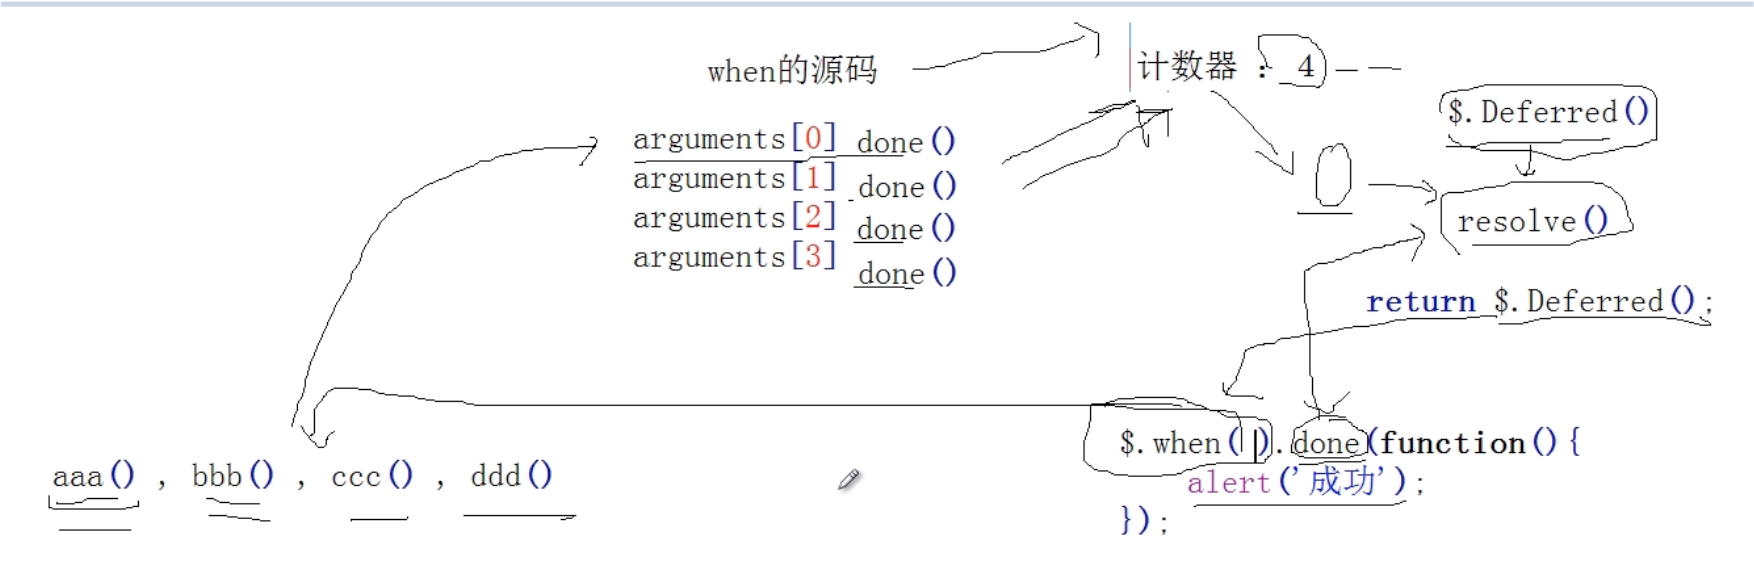 when的源码
计数器 ： 4 — —
$.Deferred()
arguments[0] done()
arguments[1] done()
arguments[2] done()
arguments[3] done()
0
resolve()
return $.Deferred();
$.when( ).done(function(){
alert('成功');
});
aaa() , bbb() , ccc() , ddd()